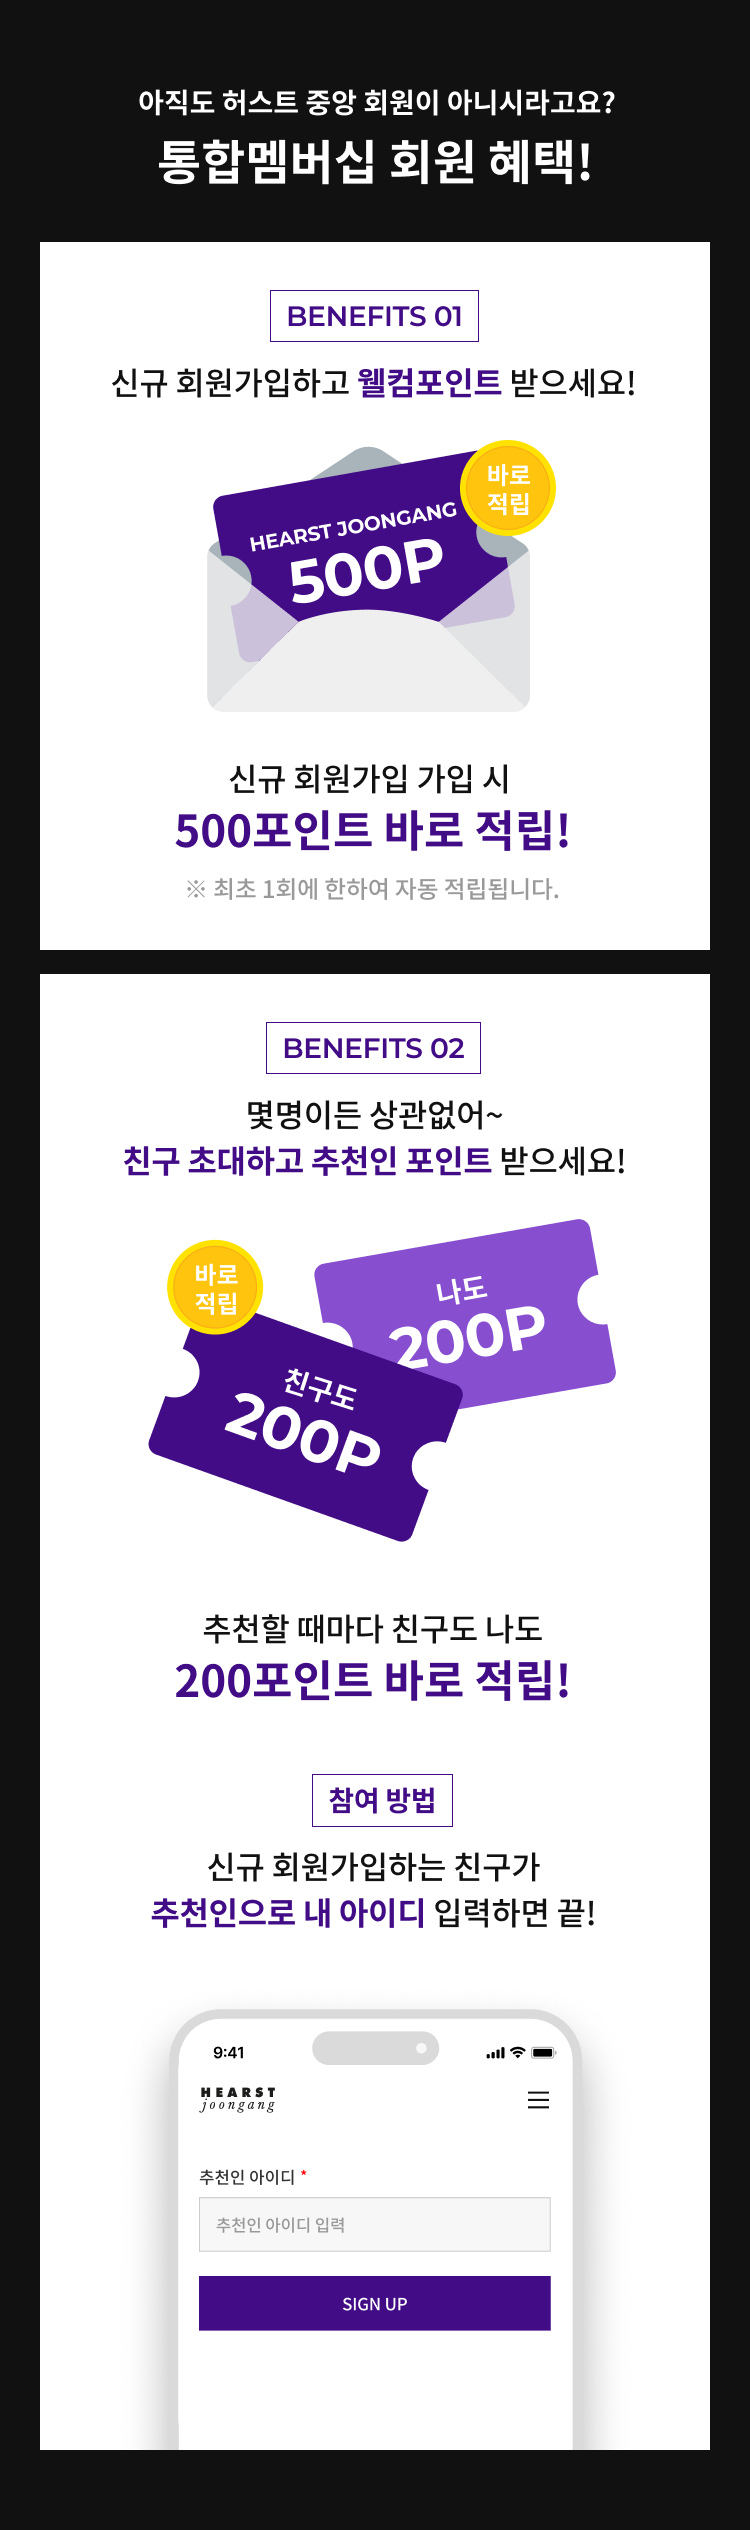 아직도 허스트 중앙 회원이 아니시라고요?
통합멤버십 회원 혜택!
BENEFITS 01
신규 회원가입하고 웰컴포인트 받으세요!
바로
적립
HEARST JOONGANG
500P
신규 회원가입 가입 시
500포인트 바로 적립!
※ 최초 1회에 한하여 자동 적립됩니다.
BENEFITS 02
몇명이든 상관없어~
친구 초대하고 추천인 포인트 받으세요!
바로
적립
나도
200P
친구도
200P
추천할 때마다 친구도 나도
200포인트 바로 적립!
참여 방법
신규 회원가입하는 친구가
추천인으로 내 아이디 입력하면 끝!
9:41
HEARST
joongang
추천인 아이디 *
추천인 아이디 입력
SIGN UP